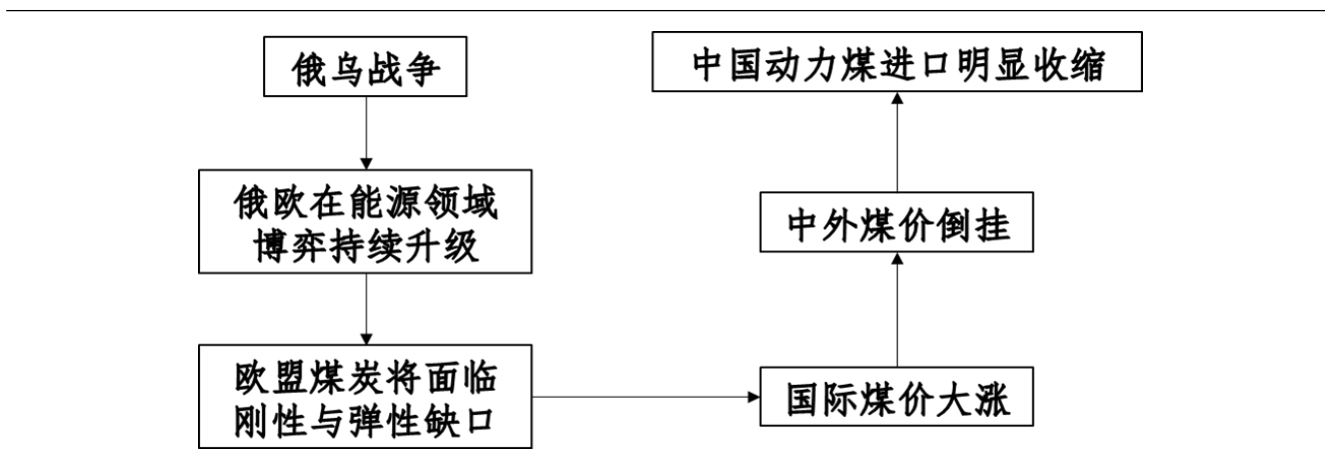 俄乌战争
俄欧在能源领域
博弈持续升级
欧盟煤炭将面临
刚性与弹性缺口
国际煤价大涨
中外煤价倒挂
中国动力煤进口明显收缩